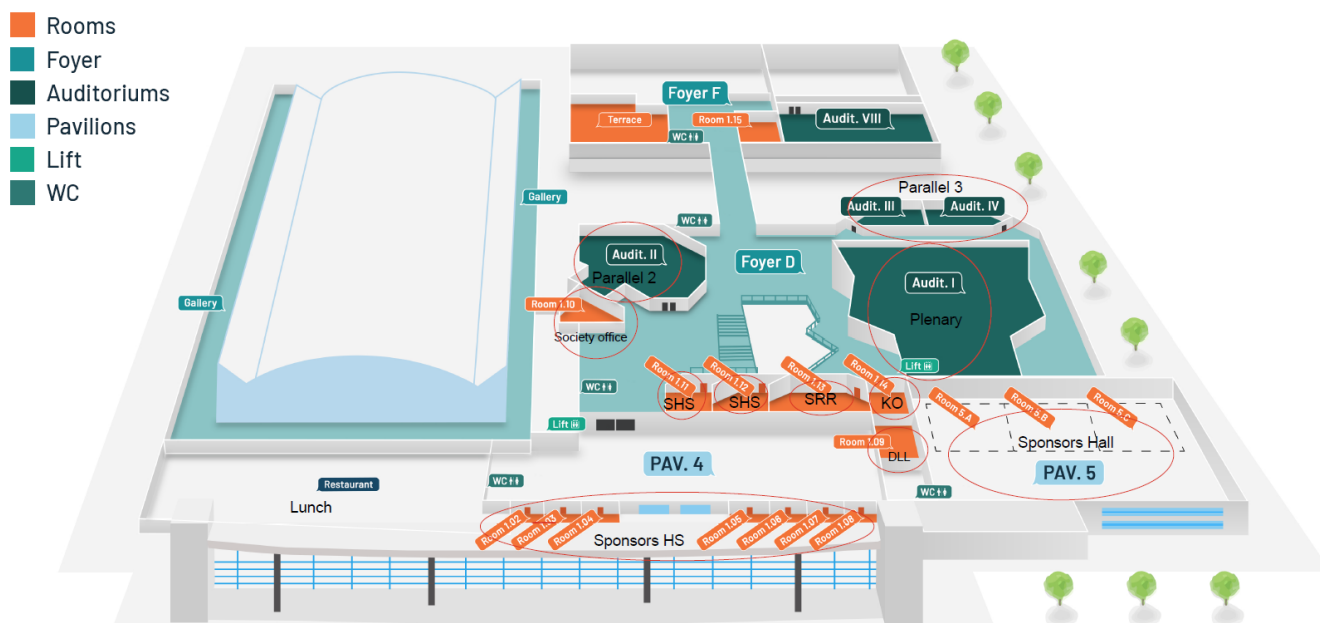 Rooms
Foyer
Auditoriums
Pavilions
Lift
WC
Foyer F
Terrace
Room 1.15
Audit. VIII
WC
Parallel 3
Gallery
Audit. III
Audit. IV
WC
Audit. II
Foyer D
Parallel 2
Audit. I
Gallery
Room 1.10
Plenary
Society office
Lift
Room 1.11
Room 1.12
Room 1.13
Room 1.14
WC
SHS
SHS
SRR
KO
Room 5.A
Room 5.B
Room 5.C
Lift
Room 1.09
Sponsors Hall
DLL
PAV. 4
PAV. 5
Restaurant
WC
WC
Lunch
Room 1.02
Room 1.03
Room 1.04
Sponsors HS
Room 1.05
Room 1.06
Room 1.07
Room 1.08